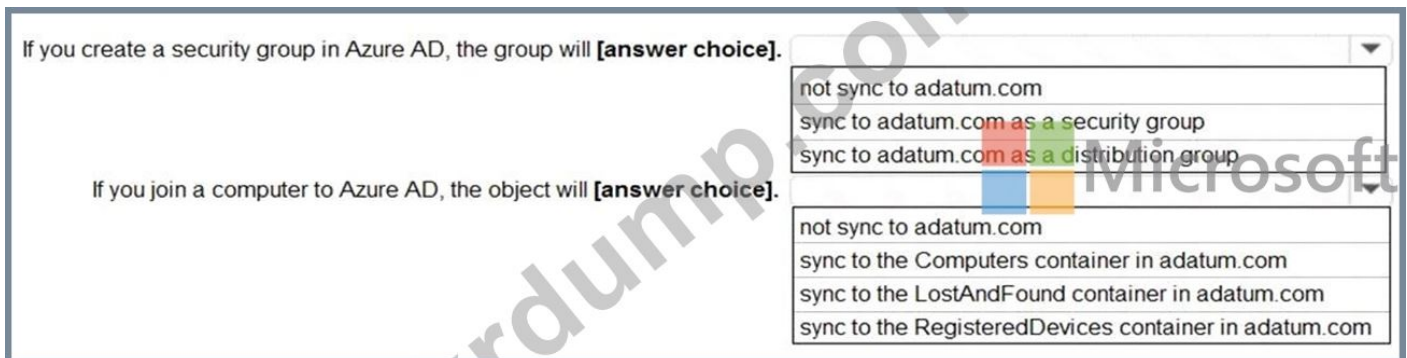 If you create a security group in Azure AD, the group will [answer choice].
not sync to adatum.com
sync to adatum.com as a security group
sync to adatum.com as a distribution group
Microsoft
If you join a computer to Azure AD, the object will [answer choice].
not sync to adatum.com
sync to the Computers container in adatum.com
sync to the LostAndFound container in adatum.com
sync to the RegisteredDevices container in adatum.com
rdump.com